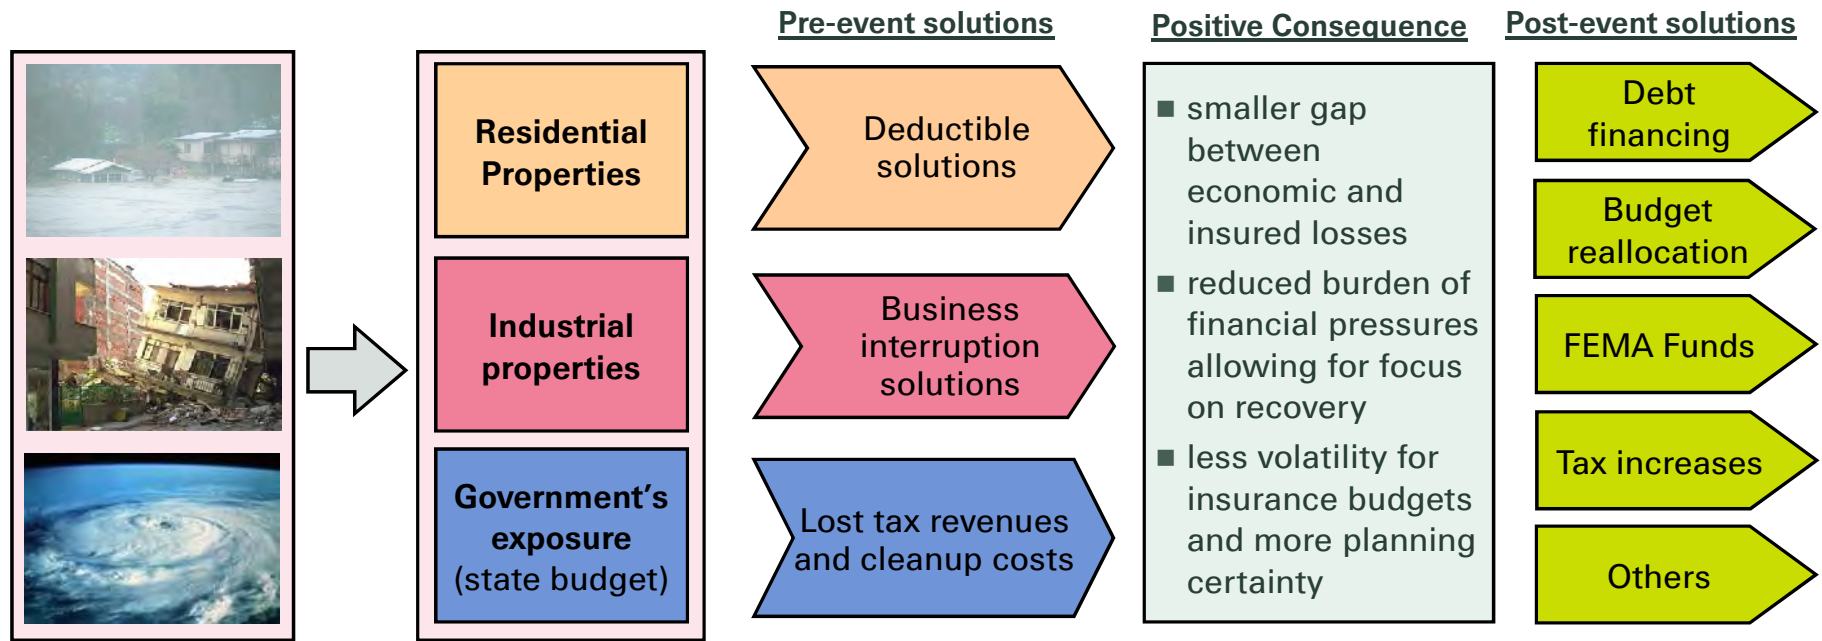 Pre-event solutions
Positive Consequence
Post-event solutions
Residential
Properties
Deductible
solutions
Industrial
properties
Business
interruption
solutions
Government’s
exposure
(state budget)
Lost tax revenues
and cleanup costs
■ smaller gap
between
economic and
insured losses
■ reduced burden of
financial pressures
allowing for focus
on recovery
■ less volatility for
insurance budgets
and more planning
certainty
Debt
financing
Budget
reallocation
FEMA Funds
Tax increases
Others